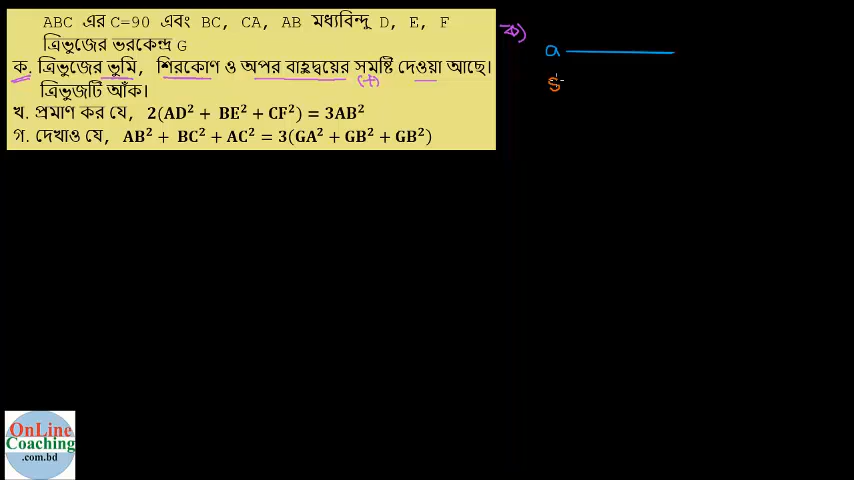 ABC এর C=90 এবং BC, CA, AB মধ্যবিন্দু D, E, F
ত্রিভুজের ভরকেন্দ্র G
ক. ত্রিভুজের ভুমি, শিরকোণ ও অপর বাহুদ্বয়ের সমষ্টি দেওয়া আছে।
(+)
ত্রিভুজটি আঁক।
খ. প্রমাণ কর যে, 2(AD² + BE² + CF²) = 3AB²
গ. দেখাও যে, AB² + BC² + AC² = 3(GA² + GB² + GB²)
ক)
a
S
OnLine
Coaching
.com.bd